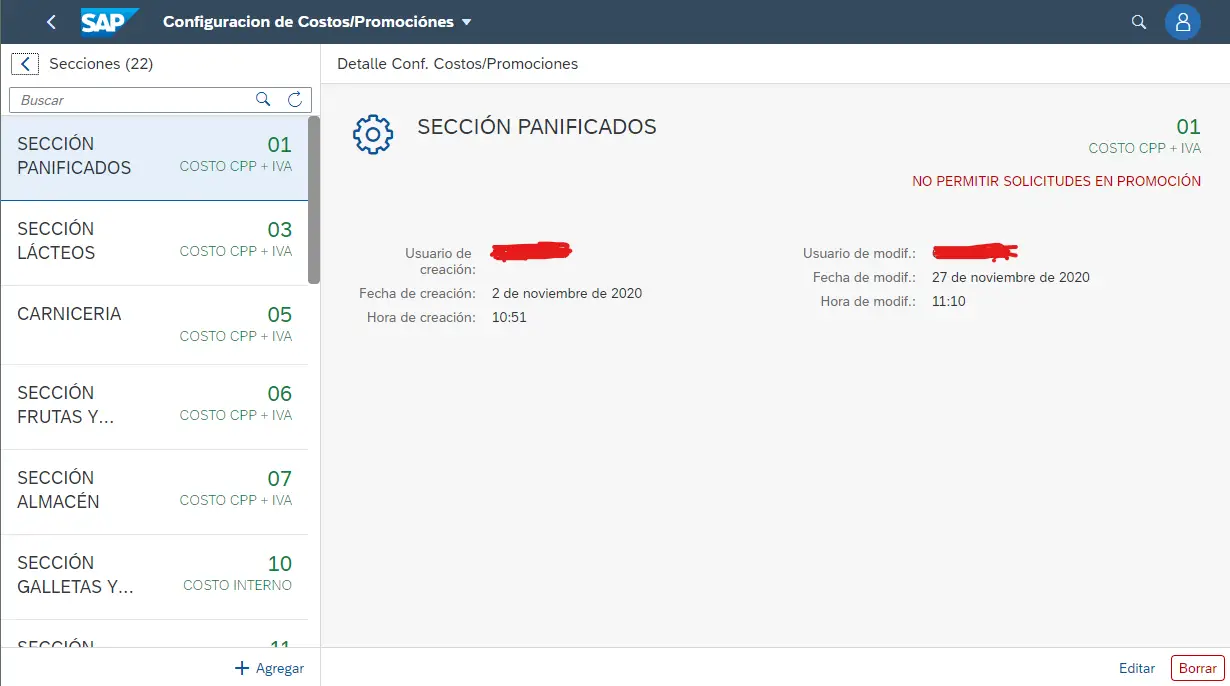 SAP
Configuracion de Costos/Promociónes
Secciones (22)
Buscar
SECCIÓN PANIFICADOS
01
COSTO CPP + IVA
SECCIÓN LÁCTEOS
03
COSTO CPP + IVA
CARNICERIA
05
COSTO CPP + IVA
SECCIÓN FRUTAS Y...
06
COSTO CPP + IVA
SECCIÓN ALMACÉN
07
COSTO CPP + IVA
SECCIÓN GALLETAS Y...
10
COSTO INTERNO
SECCIÓN
11
Agregar
Detalle Conf. Costos/Promociones
SECCIÓN PANIFICADOS
01
COSTO CPP + IVA
NO PERMITIR SOLICITUDES EN PROMOCIÓN
Usuario de creación:
Fecha de creación: 2 de noviembre de 2020
Hora de creación: 10:51
Usuario de modif.:
Fecha de modif.: 27 de noviembre de 2020
Hora de modif.: 11:10
Editar
Borrar